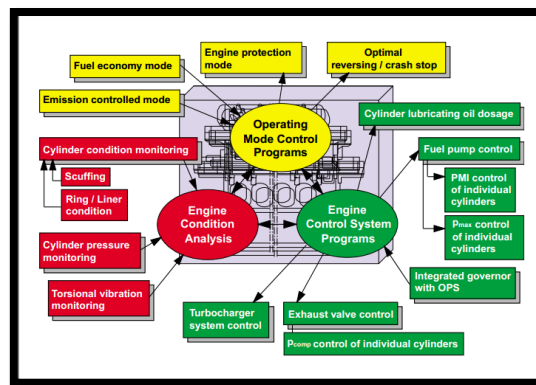 Engine protection
mode
Optimal
reversing / crash stop
Fuel economy mode
Emission controlled mode
Cylinder lubricating oil dosage
Operating
Mode Control
Programs
Cylinder condition monitoring
Fuel pump control
Scuffing
PMI control
of individual
cylinders
Ring / Liner
condition
Engine
Condition
Analysis
Engine
Control System
Programs
Pmax control
of individual
cylinders
Cylinder pressure
monitoring
Integrated governor
with OPS
Torsional vibration
monitoring
Turbocharger
system control
Exhaust valve control
Pcomp control of individual cylinders